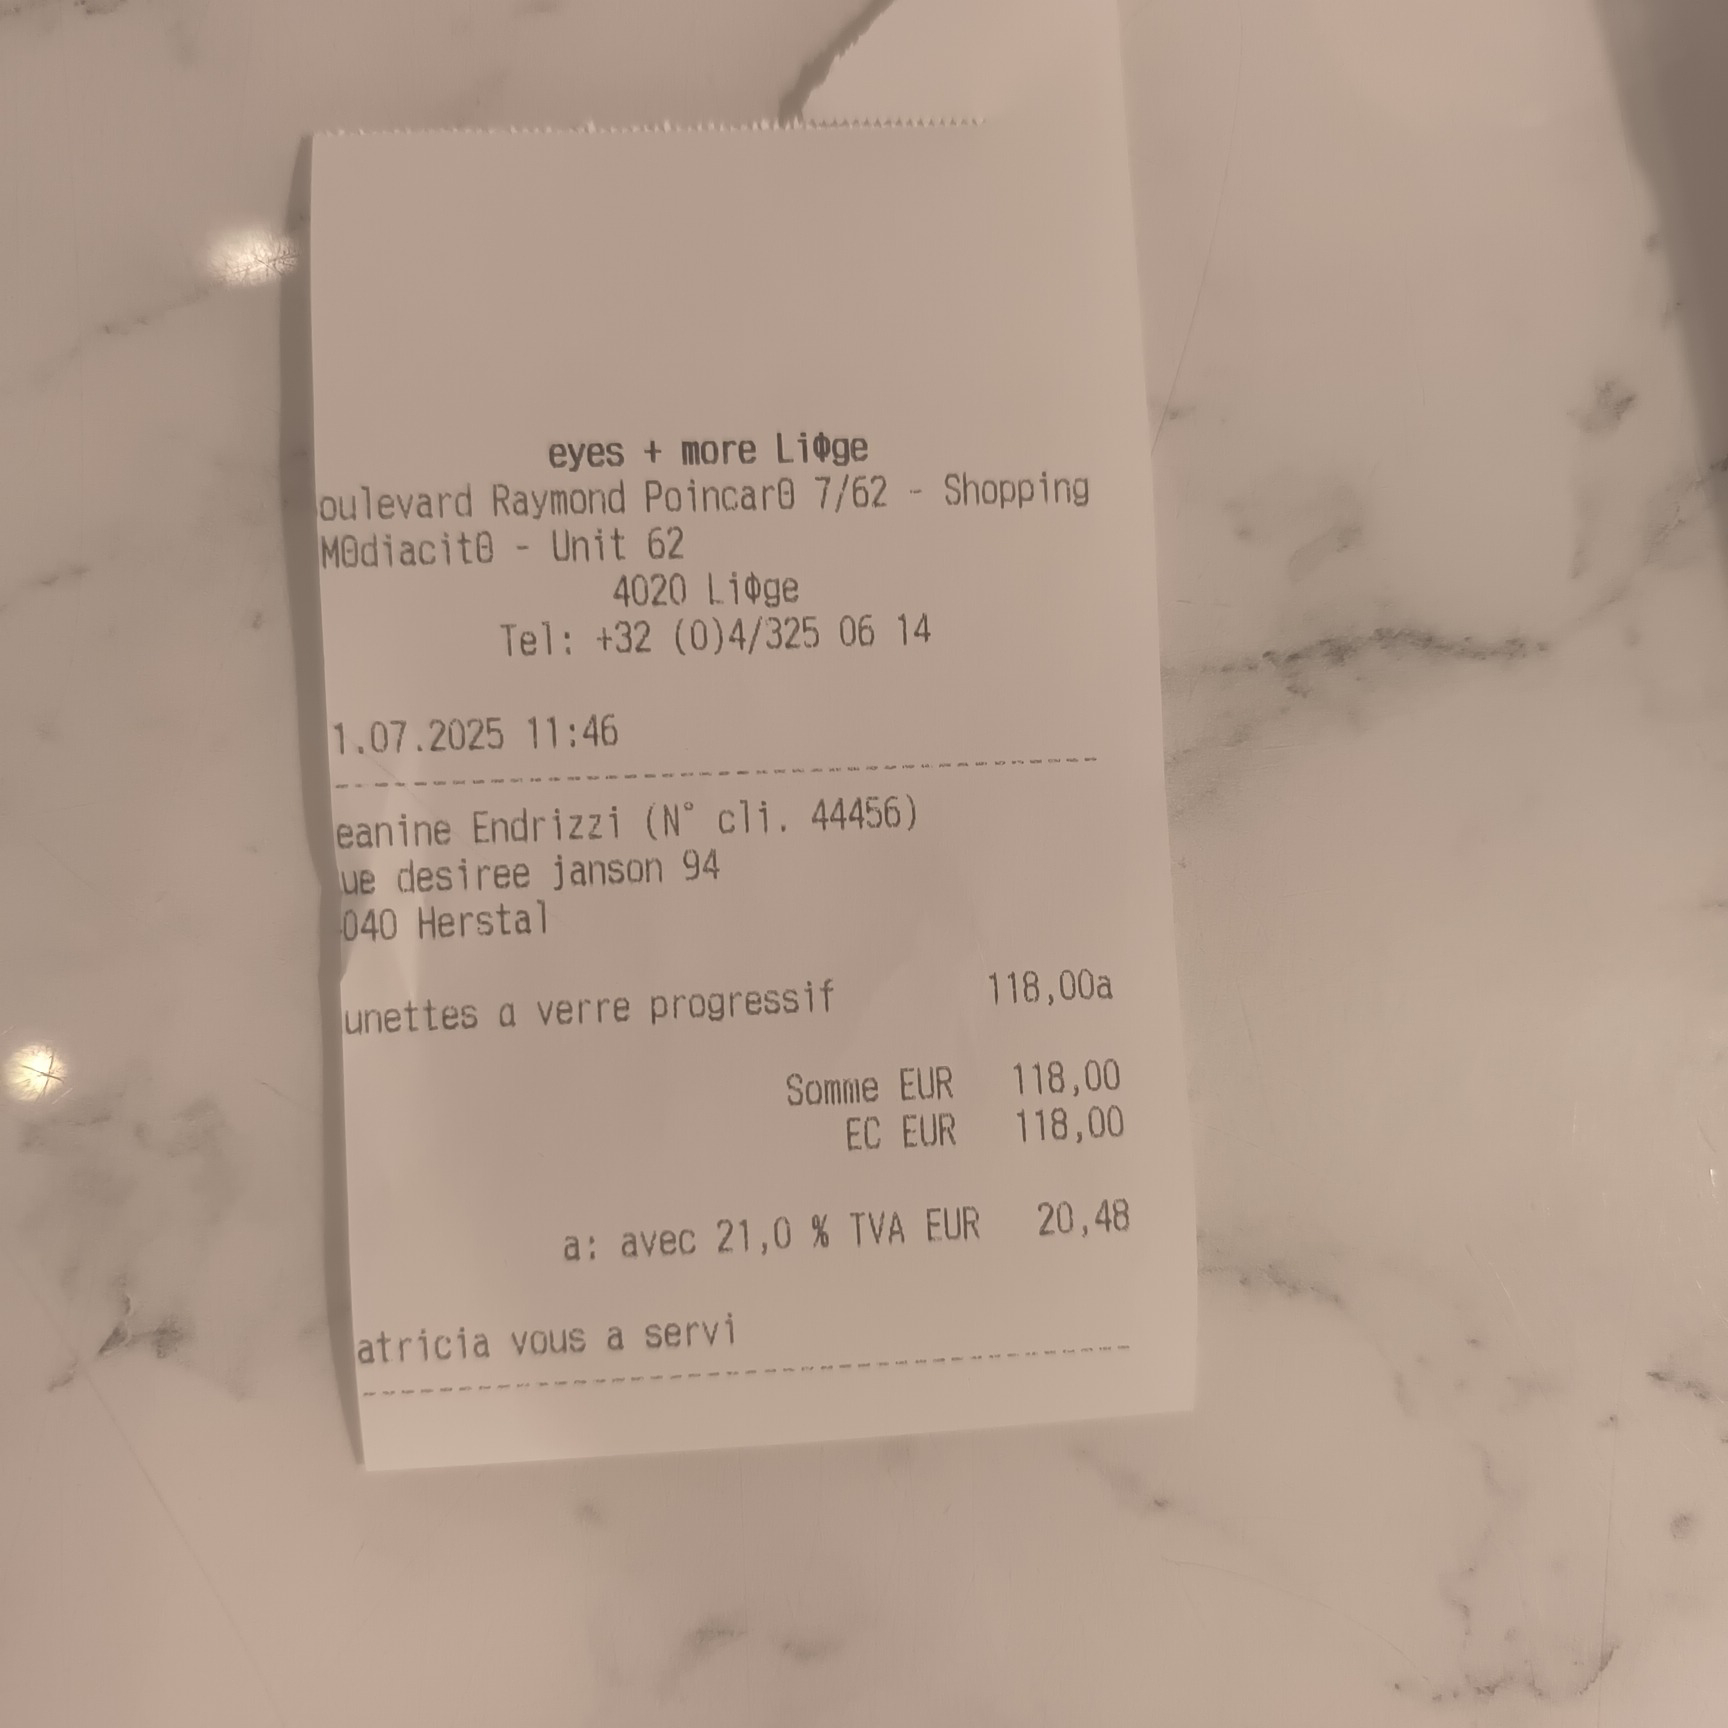 eyes + more LiΦge
oulevard Raymond Poincar0 7/62 - Shopping
M0diacit0 - Unit 62
4020 LiΦge
Tel: +32 (0)4/325 06 14
1.07.2025 11:46
eanine Endrizzi (N° cli. 44456)
ue desiree janson 94
040 Herstal
unettes a verre progressif 118,00a
Somme EUR 118,00
EC EUR 118,00
a: avec 21,0 % TVA EUR 20,48
atricia vous a servi